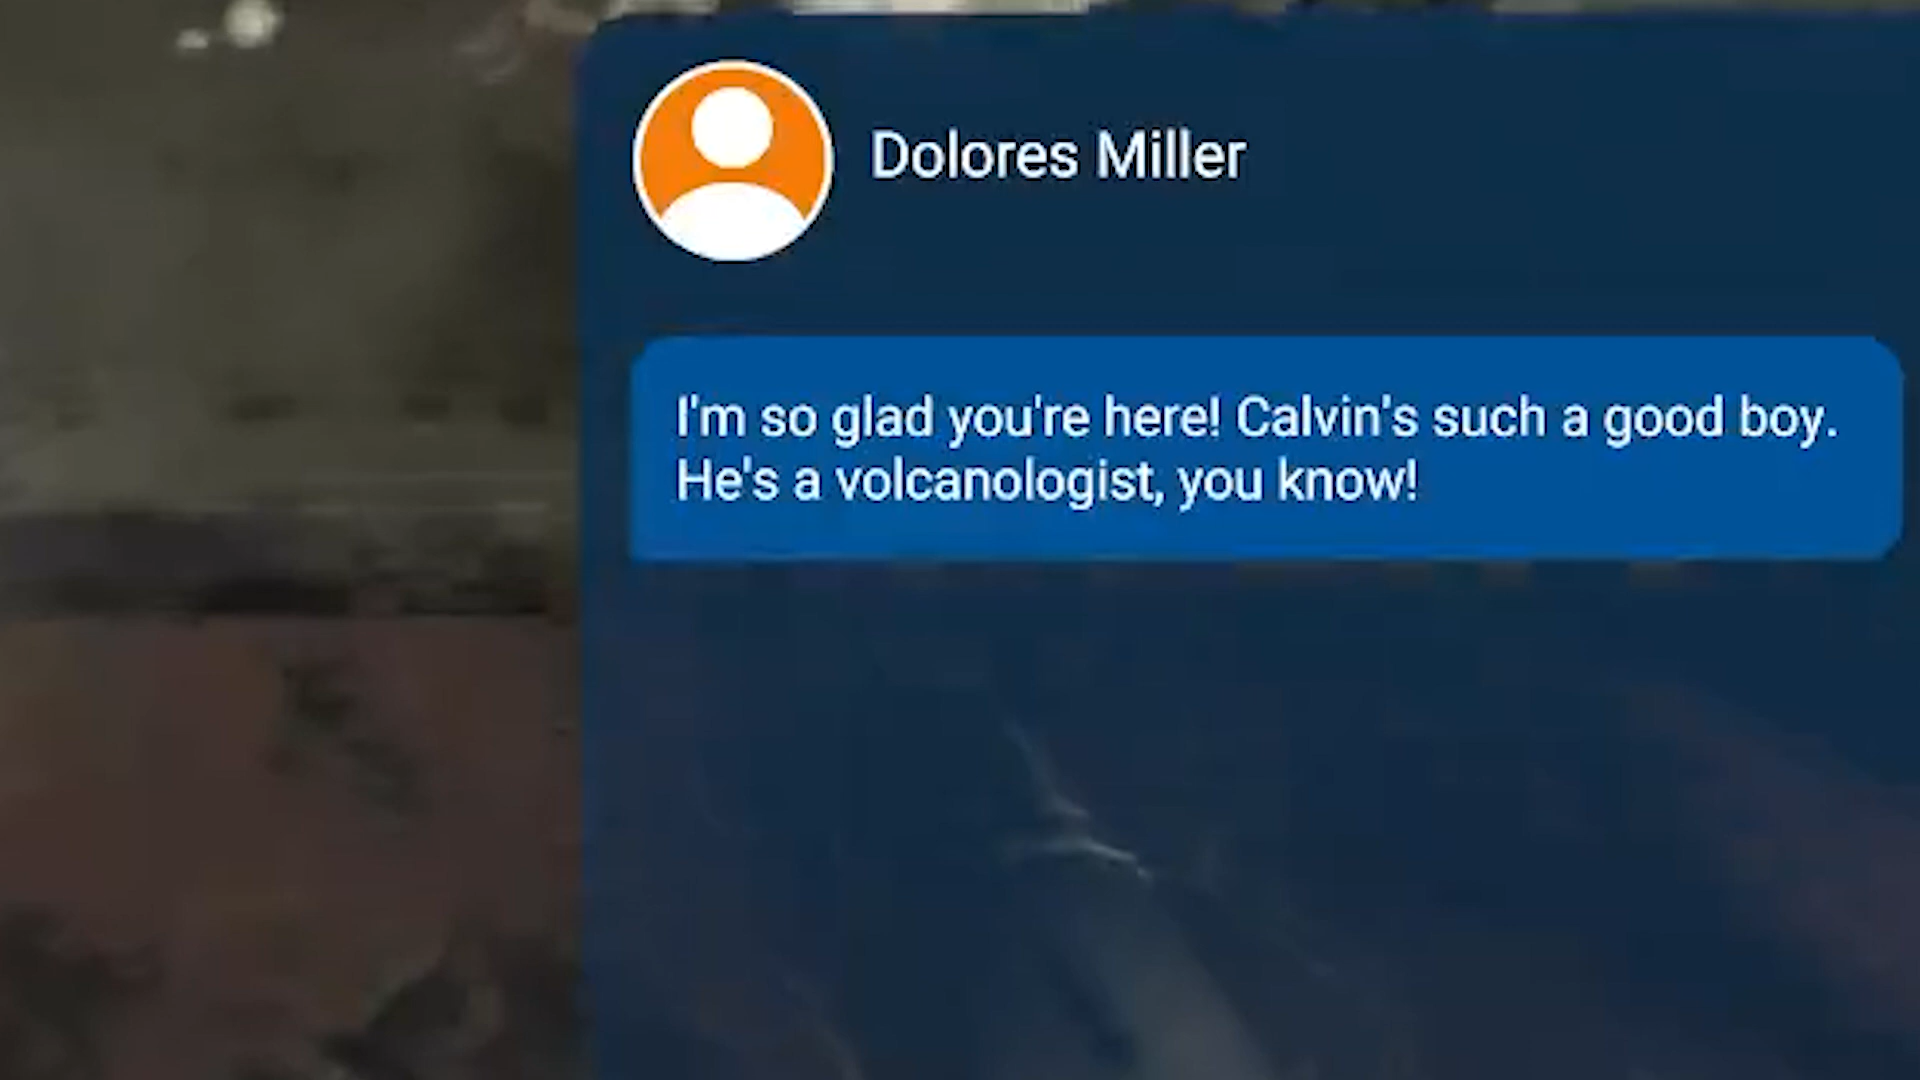 Dolores Miller
I'm so glad you're here! Calvin's such a good boy.
He's a volcanologist, you know!